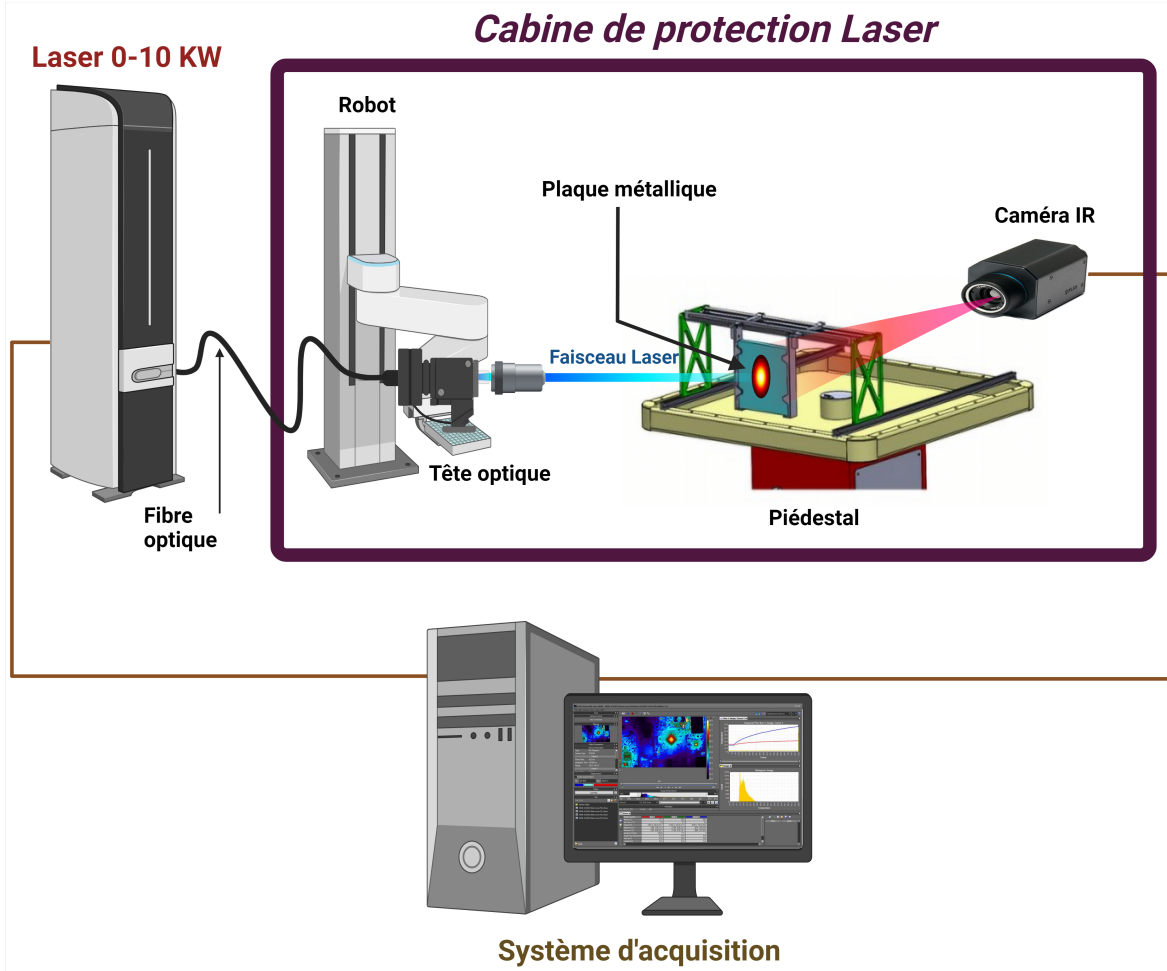 Cabine de protection Laser
Laser 0-10 KW
Robot
Plaque métallique
Caméra IR
Faisceau Laser
Tête optique
Fibre
optique
Piédestal
Système d'acquisition